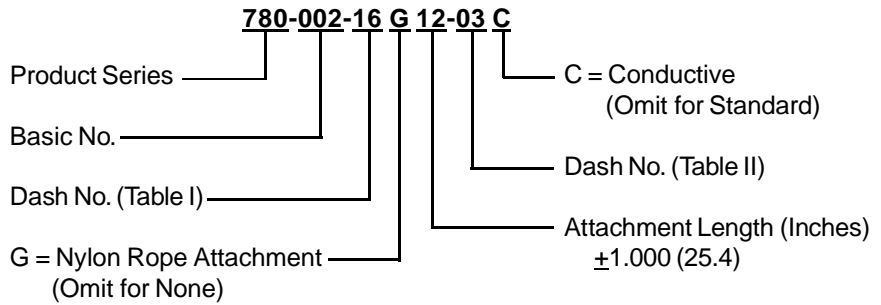 780-002-16 G 12-03 C
Product Series
Basic No.
Dash No. (Table I)
G = Nylon Rope Attachment
(Omit for None)
C = Conductive
(Omit for Standard)
Dash No. (Table II)
Attachment Length (Inches)
±1.000 (25.4)